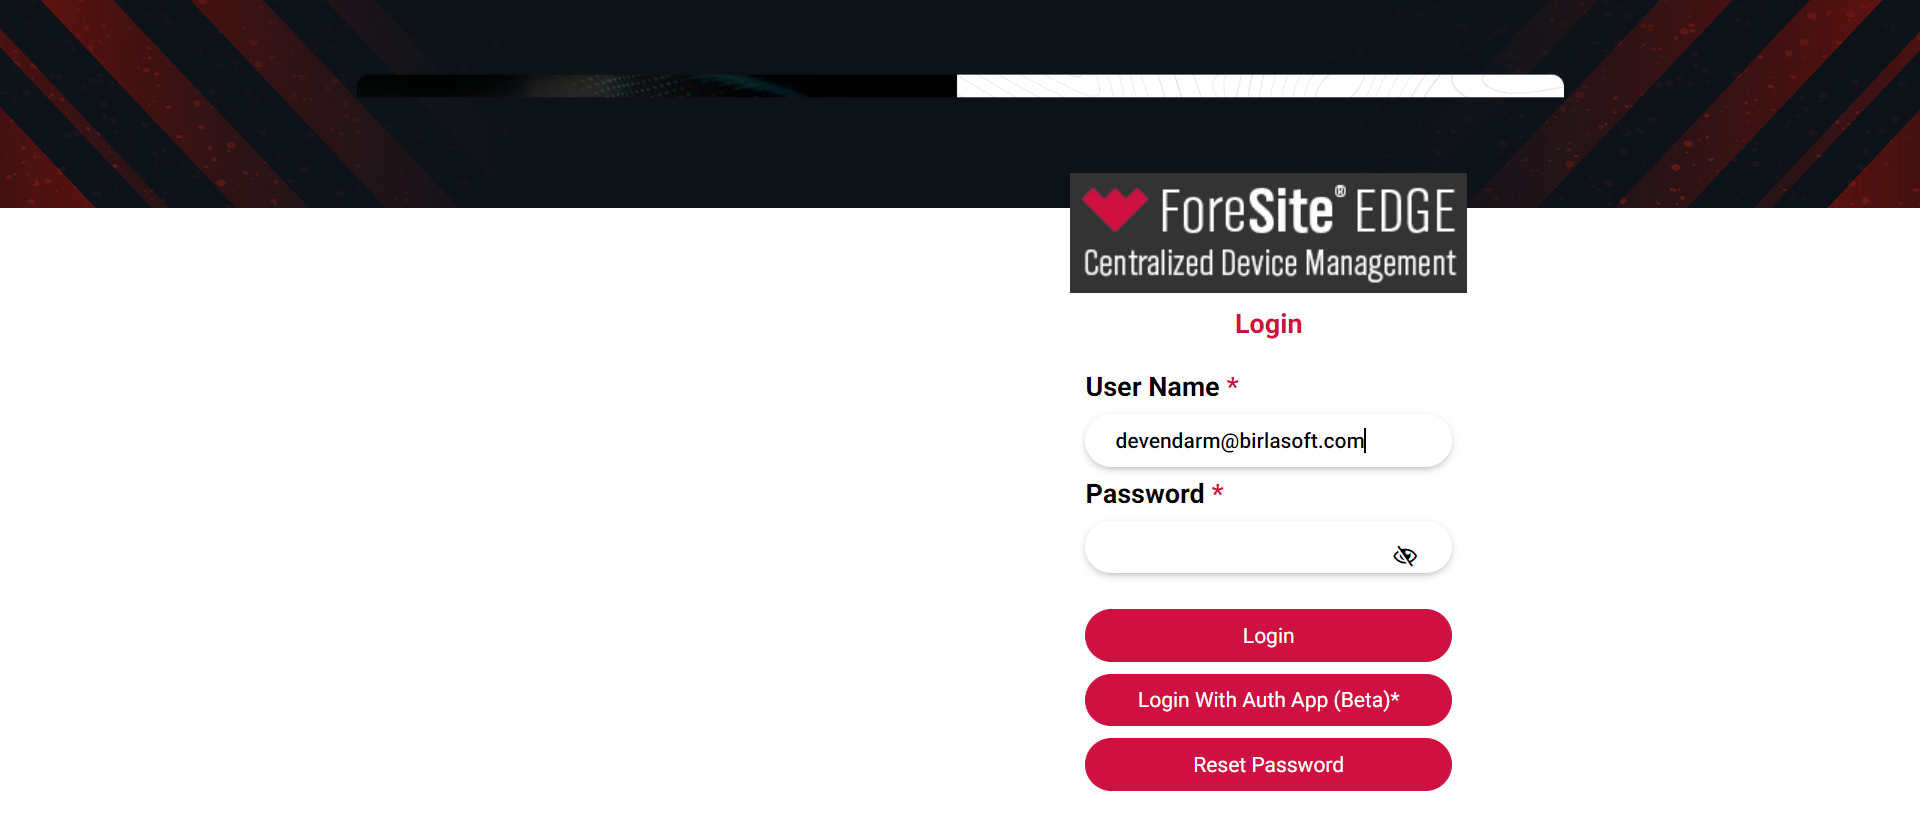 ForeSite® EDGE
Centralized Device Management
Login
User Name *
devendarm@birlasoft.com
Password *
Login
Login With Auth App (Beta)*
Reset Password